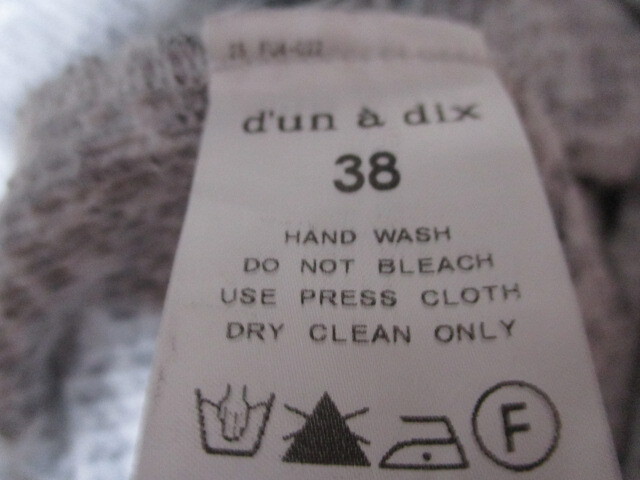 d'un à dix
38
HAND WASH
DO NOT BLEACH
USE PRESS CLOTH
DRY CLEAN ONLY
F